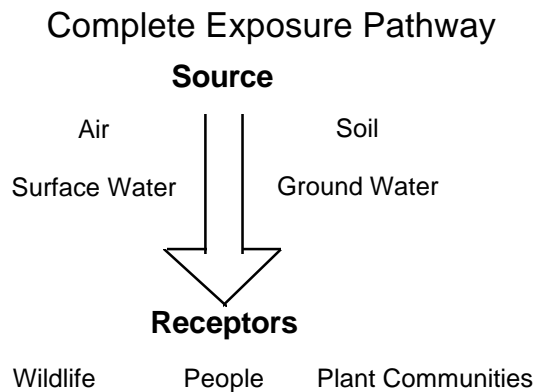 Complete Exposure Pathway
Source
Air Soil
Surface Water Ground Water
Receptors
Wildlife People Plant Communities